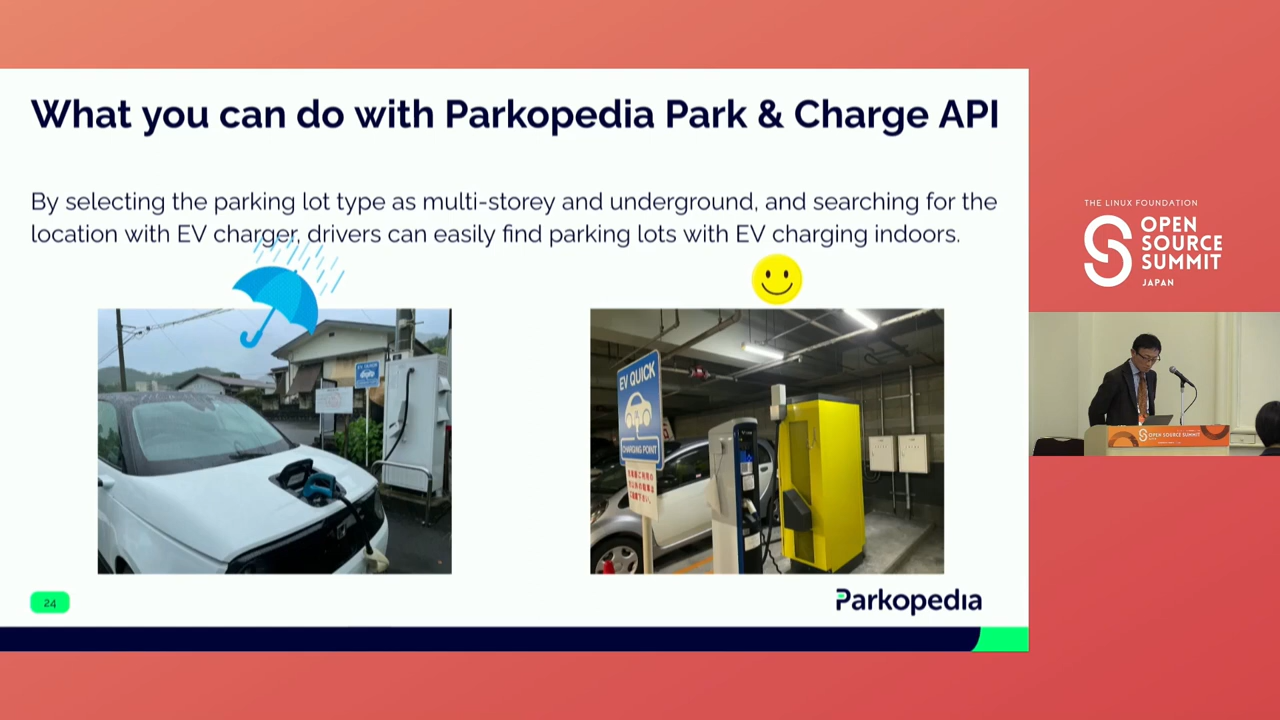 What you can do with Parkopedia Park & Charge API
By selecting the parking lot type as multi-storey and underground, and searching for the
location with EV charger, drivers can easily find parking lots with EV charging indoors.
EV QUICK
EV QUICK
CHARGING POINT
24
Parkopedia
THE LINUX FOUNDATION
OPEN
SOURCE
SUMMIT
JAPAN
OPEN SOURCE SUMMIT